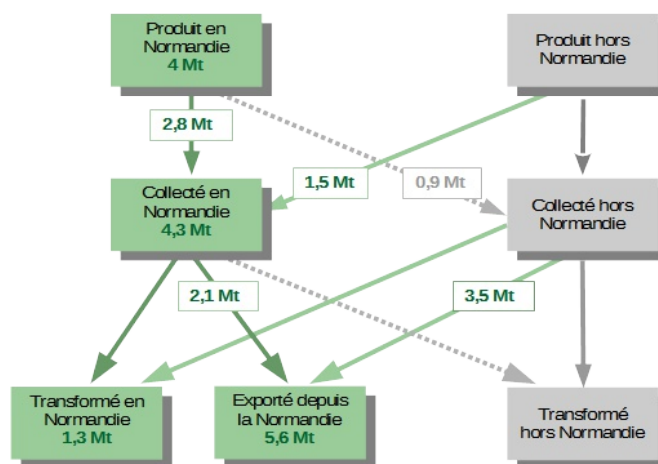 Produit en
Normandie
4 Mt
Produit hors
Normandie
2,8 Mt
1,5 Mt
0,9 Mt
Collecté en
Normandie
4,3 Mt
Collecté hors
Normandie
2,1 Mt
3,5 Mt
Transformé en
Normandie
1,3 Mt
Exporté depuis
la Normandie
5,6 Mt
Transformé
hors Normandie